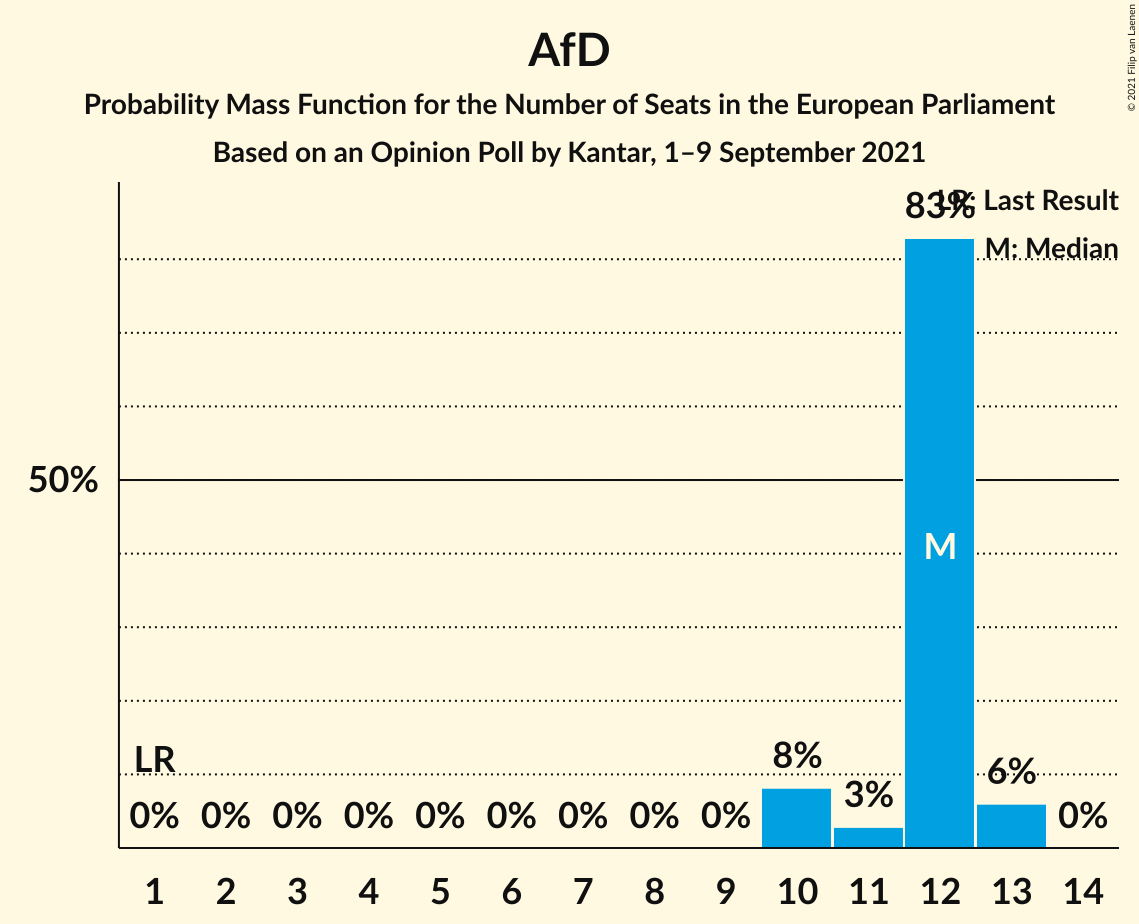 AfD
Probability Mass Function for the Number of Seats in the European Parliament
Based on an Opinion Poll by Kantar, 1–9 September 2021
© 2021 Filip van Laenen
LR: Last Result
M: Median
83%
50%
M
LR
8%
3%
6%
0% 0% 0% 0% 0% 0% 0% 0% 0% 0%
1 2 3 4 5 6 7 8 9 10 11 12 13 14